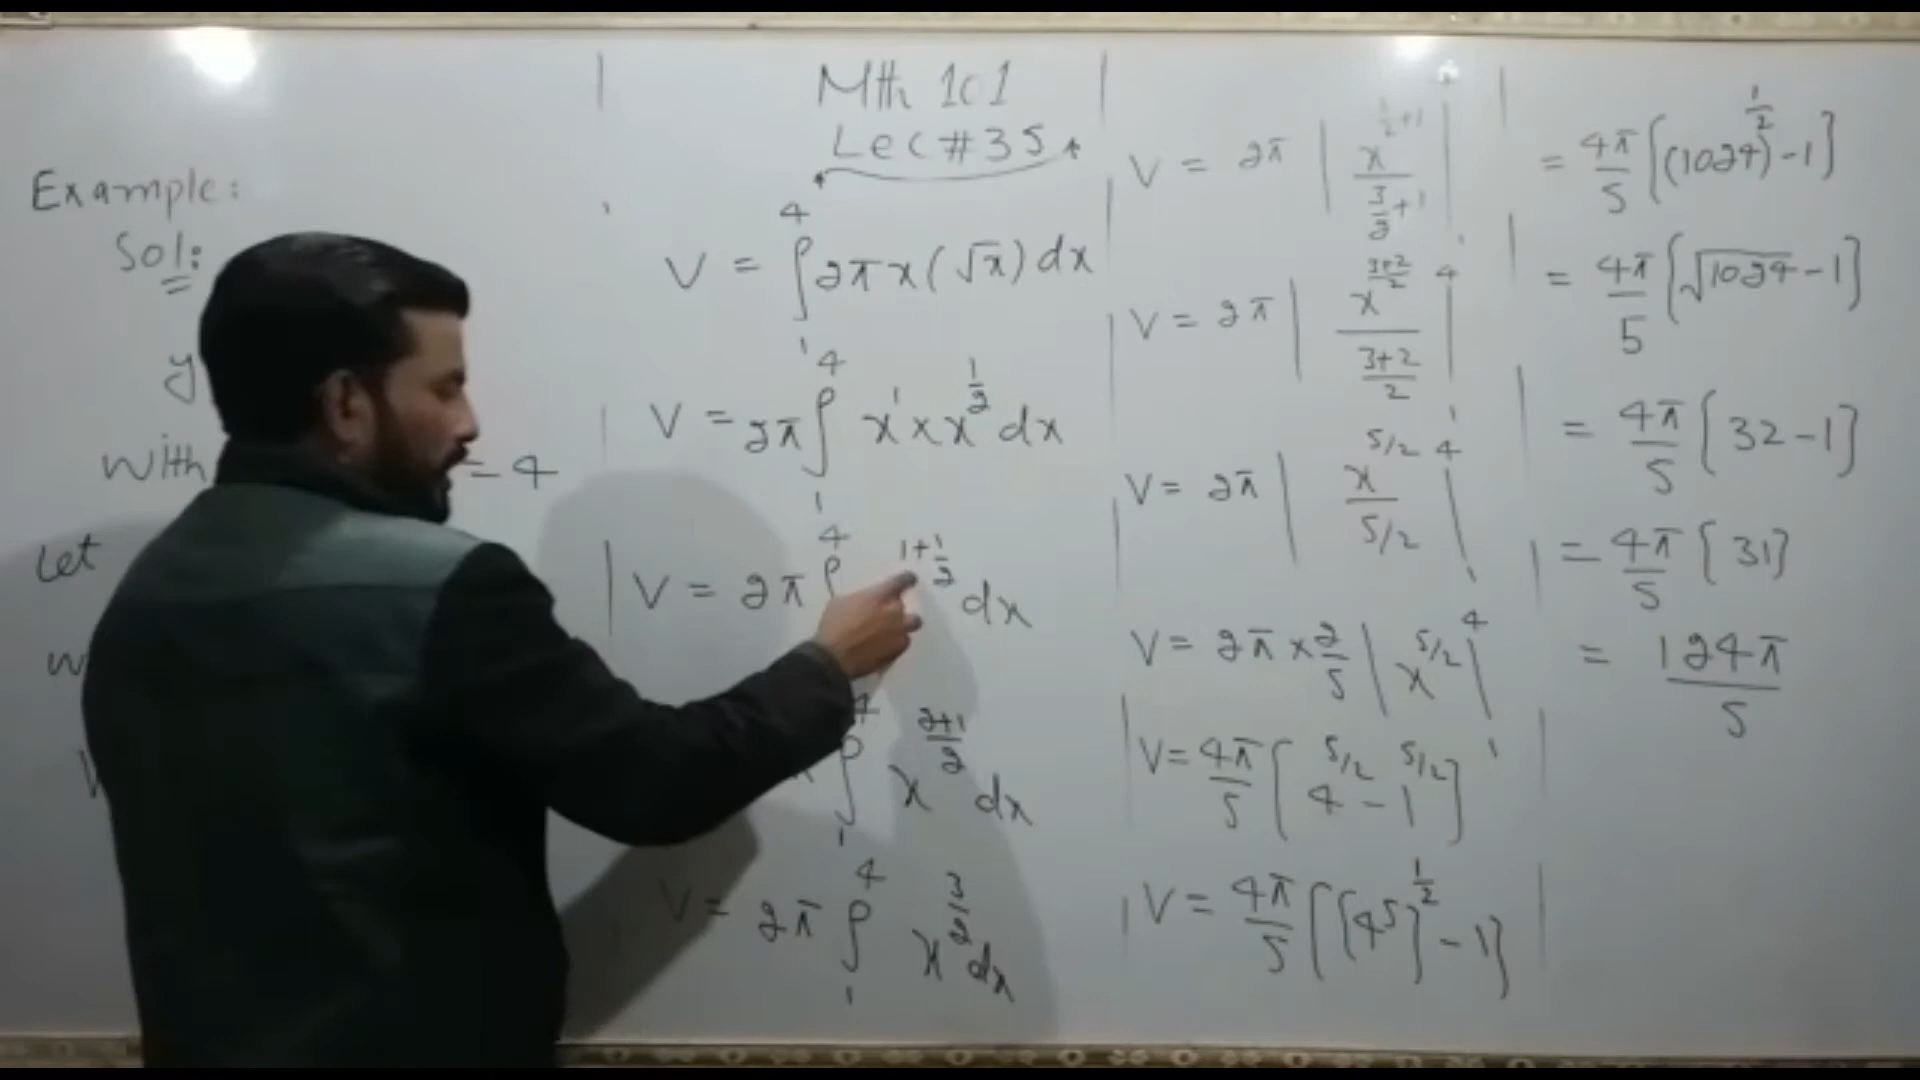 Mth 101
Lec#35
Example:
Sol:
y
with = 4
Let
V = ∫₁⁴ 2π x (√x) dx
V = 2π ∫₁⁴ x¹ × x^{1/2} dx
V = 2π ∫ ⁴ ^{1+1/2} dx
∫₁⁴ x^{(2+1)/2} dx
V = 2π ∫₁⁴ x^{3/2} dx
V = 2π | x^{1/2+1} / (3/2+1) |
V = 2π | x^{(3+2)/2} / ((3+2)/2) |₁⁴
V = 2π | x^{5/2} / (5/2) |₁⁴
V = 2π × 2/5 | x^{5/2} |₁⁴
V = 4π/5 [4^{5/2} - 1^{5/2}]
V = 4π/5 [(4^5)^{1/2} - 1]
= 4π/5 [(1024)^{1/2} - 1]
= 4π/5 [√1024 - 1]
= 4π/5 [32 - 1]
= 4π/5 [31]
= 124π/5